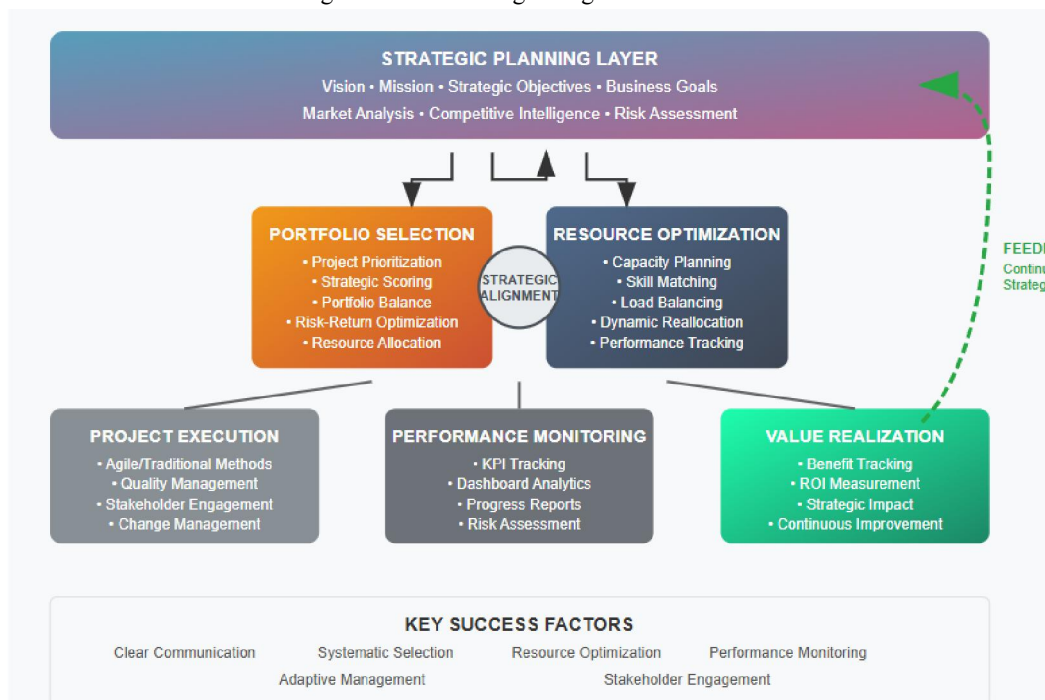 STRATEGIC PLANNING LAYER
Vision • Mission • Strategic Objectives • Business Goals
Market Analysis • Competitive Intelligence • Risk Assessment
PORTFOLIO SELECTION
• Project Prioritization
• Strategic Scoring
• Portfolio Balance
• Risk-Return Optimization
• Resource Allocation
STRATEGIC
ALIGNMENT
RESOURCE OPTIMIZATION
• Capacity Planning
• Skill Matching
• Load Balancing
• Dynamic Reallocation
• Performance Tracking
PROJECT EXECUTION
• Agile/Traditional Methods
• Quality Management
• Stakeholder Engagement
• Change Management
PERFORMANCE MONITORING
• KPI Tracking
• Dashboard Analytics
• Progress Reports
• Risk Assessment
VALUE REALIZATION
• Benefit Tracking
• ROI Measurement
• Strategic Impact
• Continuous Improvement
KEY SUCCESS FACTORS
Clear Communication Systematic Selection Resource Optimization Performance Monitoring
Adaptive Management Stakeholder Engagement